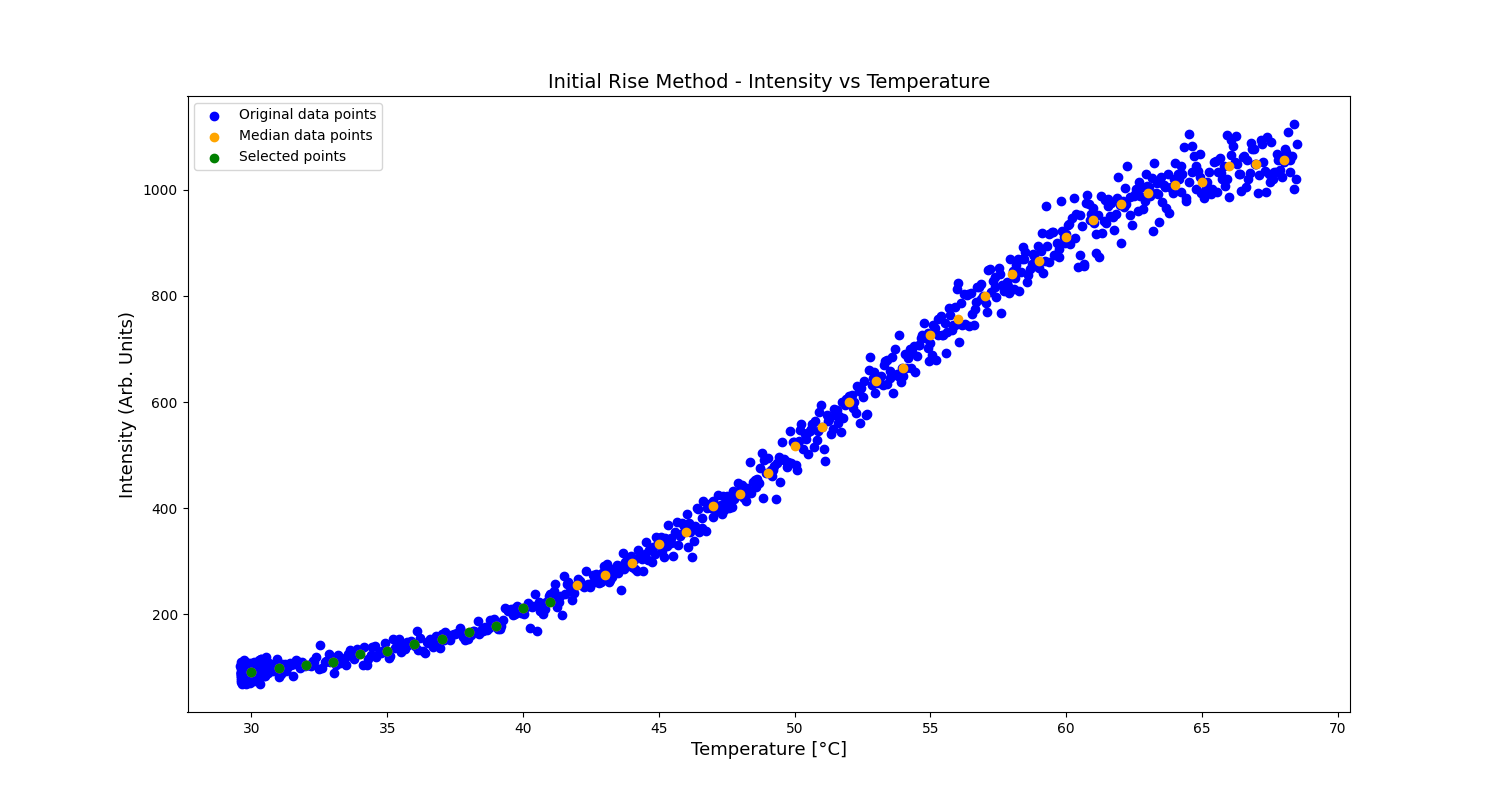 Initial Rise Method - Intensity vs Temperature
Original data points
Median data points
Selected points
Intensity (Arb. Units)
1000
800
600
400
200
30 35 40 45 50 55 60 65 70
Temperature [°C]